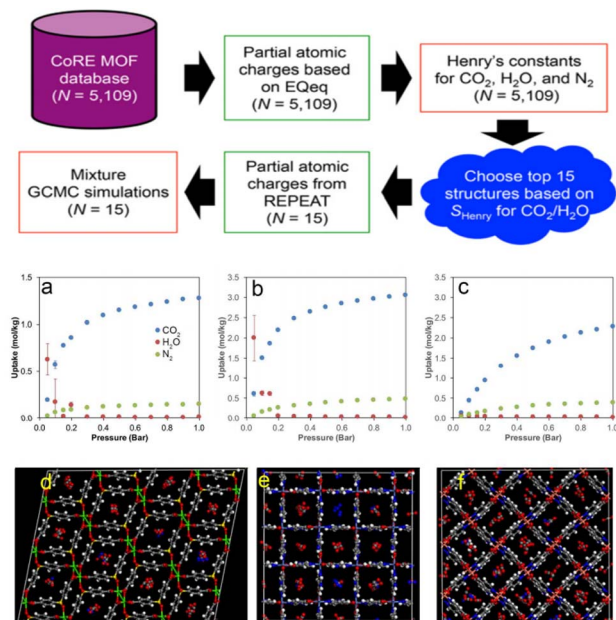 CoRE MOF
database
(N = 5,109)
Partial atomic
charges based
on EQeq
(N = 5,109)
Henry's constants
for CO₂, H₂O, and N₂
(N = 5,109)
Mixture
GCMC simulations
(N = 15)
Partial atomic
charges from
REPEAT
(N = 15)
Choose top 15
structures based on
S_Henry for CO₂/H₂O
a
1.5
1.0
0.5
0.0
Uptake (mol/kg)
CO₂
H₂O
N₂
0.0 0.2 0.4 0.6 0.8 1.0
Pressure (Bar)
b
3.5
3.0
2.5
2.0
1.5
1.0
0.5
0.0
Uptake (mol/kg)
0.0 0.2 0.4 0.6 0.8 1.0
Pressure (Bar)
c
3.5
3.0
2.5
2.0
1.5
1.0
0.5
0.0
Uptake (mol/kg)
0.0 0.2 0.4 0.6 0.8 1.0
Pressure (Bar)
d
e
f